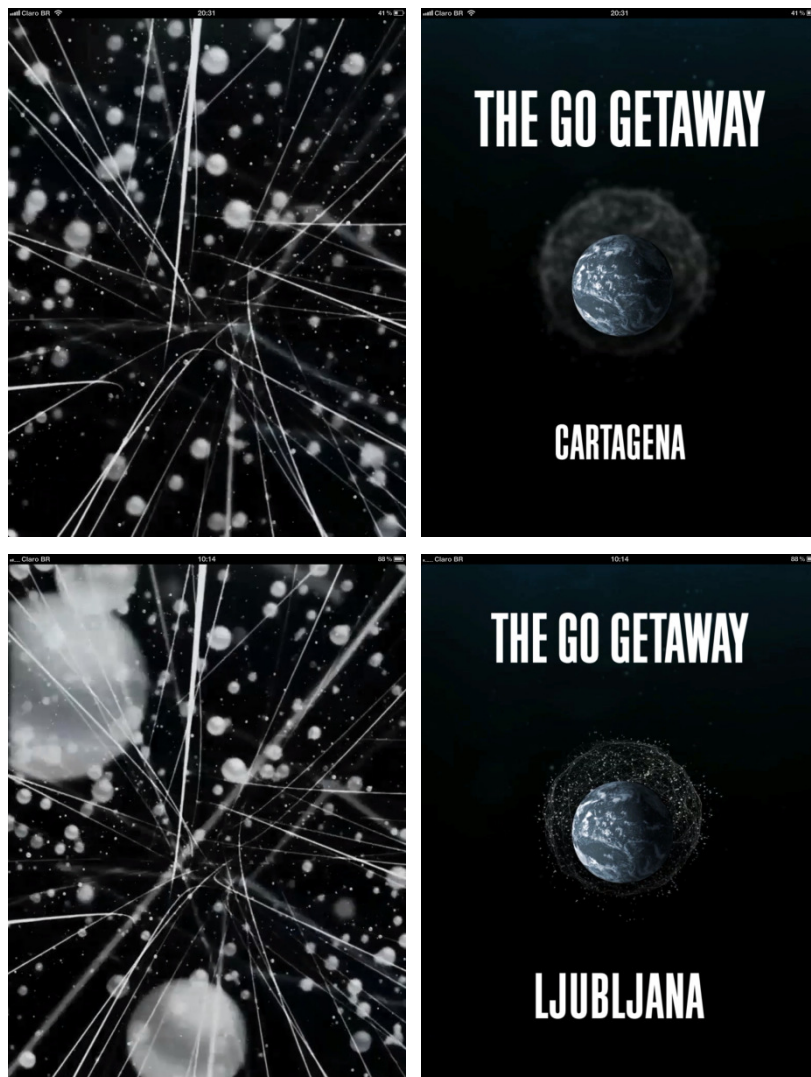 Claro BR 20:31 41 %
Claro BR 20:31 41 %
THE GO GETAWAY
CARTAGENA
Claro BR 10:14 88 %
Claro BR 10:14 88 %
THE GO GETAWAY
LJUBLJANA